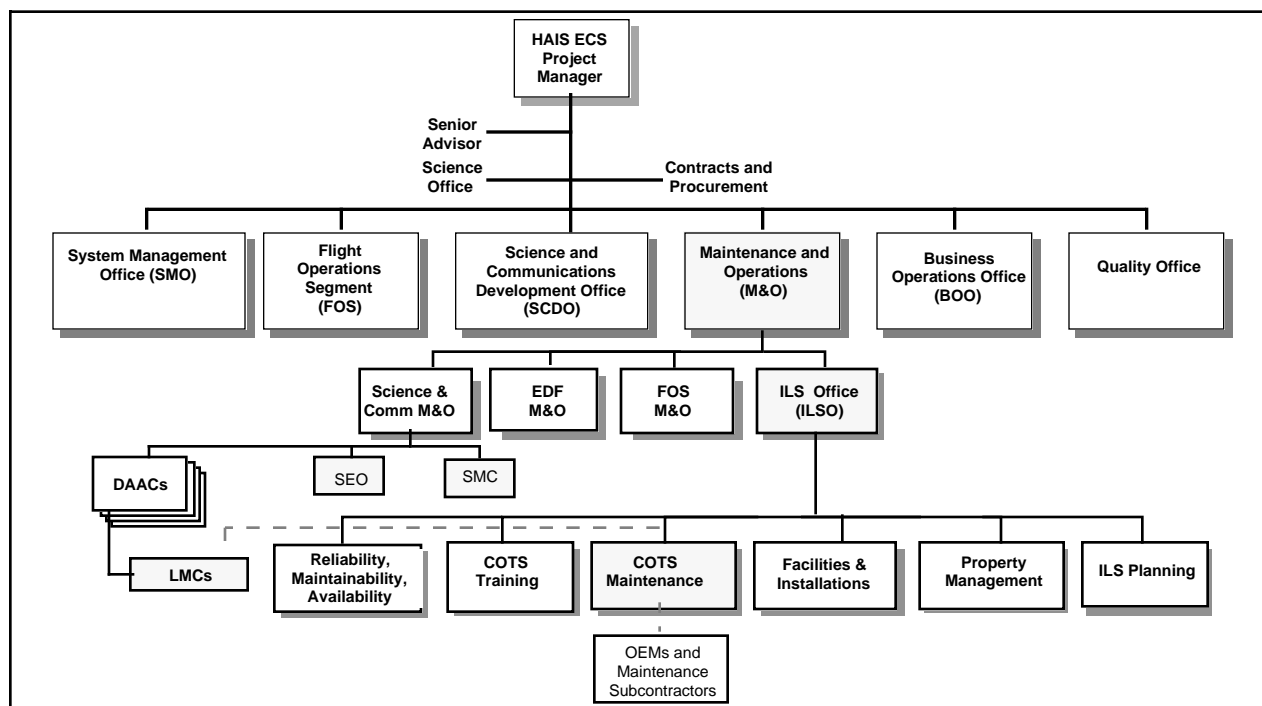 HAIS ECS
Project
Manager
Senior
Advisor
Science
Office
Contracts and
Procurement
System Management
Office (SMO)
Flight
Operations
Segment
(FOS)
Science and
Communications
Development Office
(SCDO)
Maintenance and
Operations
(M&O)
Business
Operations Office
(BOO)
Quality Office
Science &
Comm M&O
EDF
M&O
FOS
M&O
ILS Office
(ILSO)
DAACs
SEO
SMC
LMCs
Reliability,
Maintainability,
Availability
COTS
Training
COTS
Maintenance
Facilities &
Installations
Property
Management
ILS Planning
OEMs and
Maintenance
Subcontractors